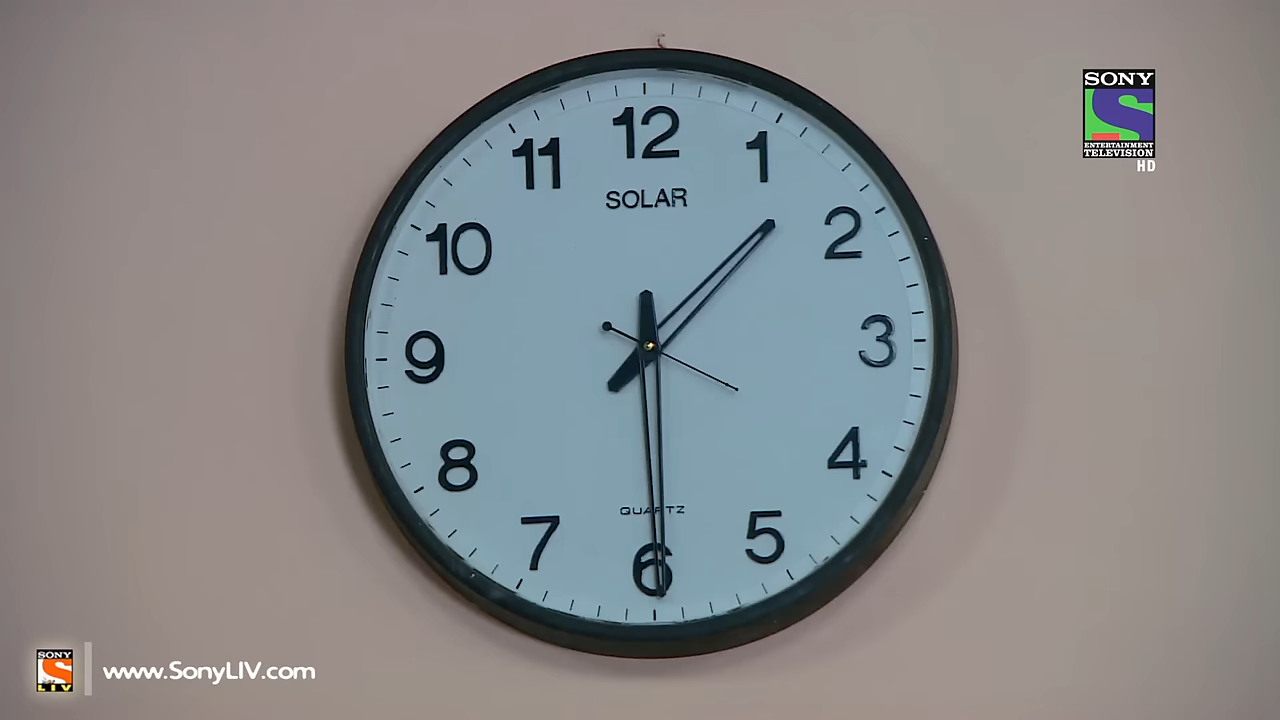 12
11
1
SOLAR
10
2
9
3
8
4
QUARTZ
7
5
6
SONY
ENTERTAINMENT
TELEVISION
HD
SONY
LIV
www.SonyLIV.com